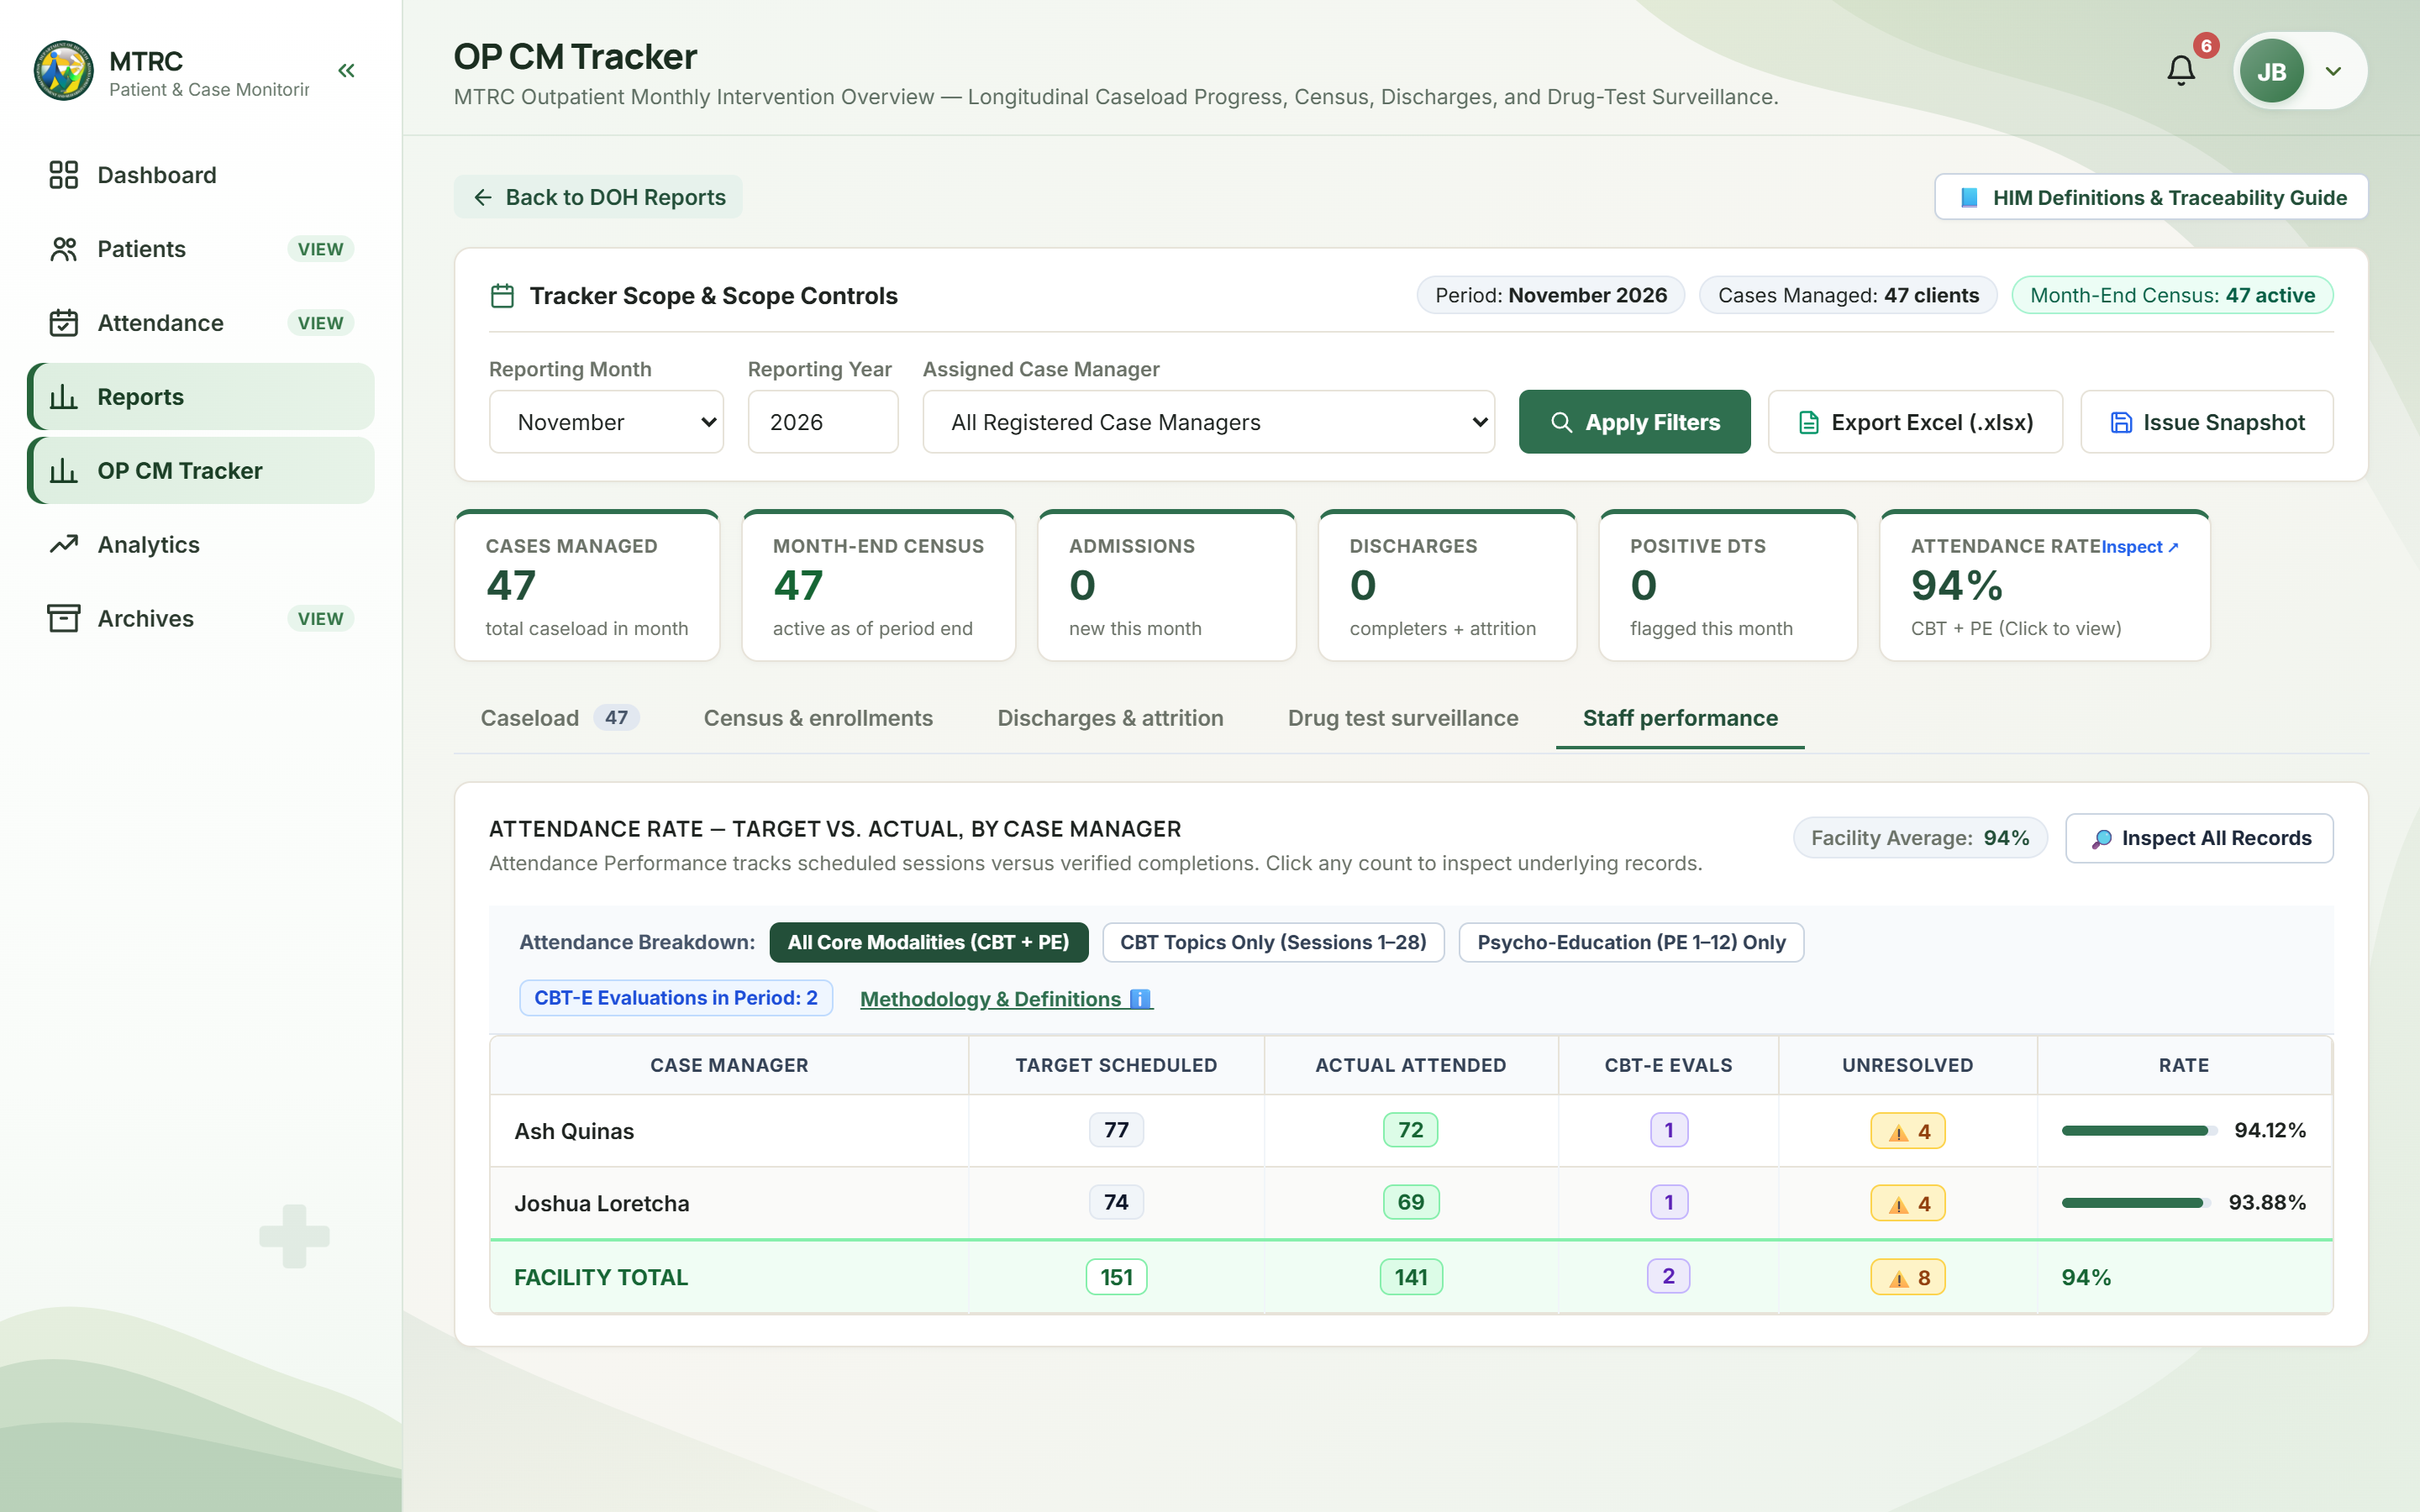 MTRC
Patient & Case Monitorin
Dashboard
Patients VIEW
Attendance VIEW
Reports
OP CM Tracker
Analytics
Archives VIEW
OP CM Tracker
MTRC Outpatient Monthly Intervention Overview — Longitudinal Caseload Progress, Census, Discharges, and Drug-Test Surveillance.
6
JB
Back to DOH Reports
HIM Definitions & Traceability Guide
Tracker Scope & Scope Controls
Period: November 2026
Cases Managed: 47 clients
Month-End Census: 47 active
Reporting Month Reporting Year Assigned Case Manager
November 2026 All Registered Case Managers Apply Filters Export Excel (.xlsx) Issue Snapshot
CASES MANAGED
47
total caseload in month
MONTH-END CENSUS
47
active as of period end
ADMISSIONS
0
new this month
DISCHARGES
0
completers + attrition
POSITIVE DTS
0
flagged this month
ATTENDANCE RATE Inspect ↗
94%
CBT + PE (Click to view)
Caseload 47 Census & enrollments Discharges & attrition Drug test surveillance Staff performance
ATTENDANCE RATE — TARGET VS. ACTUAL, BY CASE MANAGER
Attendance Performance tracks scheduled sessions versus verified completions. Click any count to inspect underlying records.
Facility Average: 94%
Inspect All Records
Attendance Breakdown: All Core Modalities (CBT + PE) CBT Topics Only (Sessions 1–28) Psycho-Education (PE 1–12) Only
CBT-E Evaluations in Period: 2 Methodology & Definitions
CASE MANAGER TARGET SCHEDULED ACTUAL ATTENDED CBT-E EVALS UNRESOLVED RATE
Ash Quinas 77 72 1 4 94.12%
Joshua Loretcha 74 69 1 4 93.88%
FACILITY TOTAL 151 141 2 8 94%